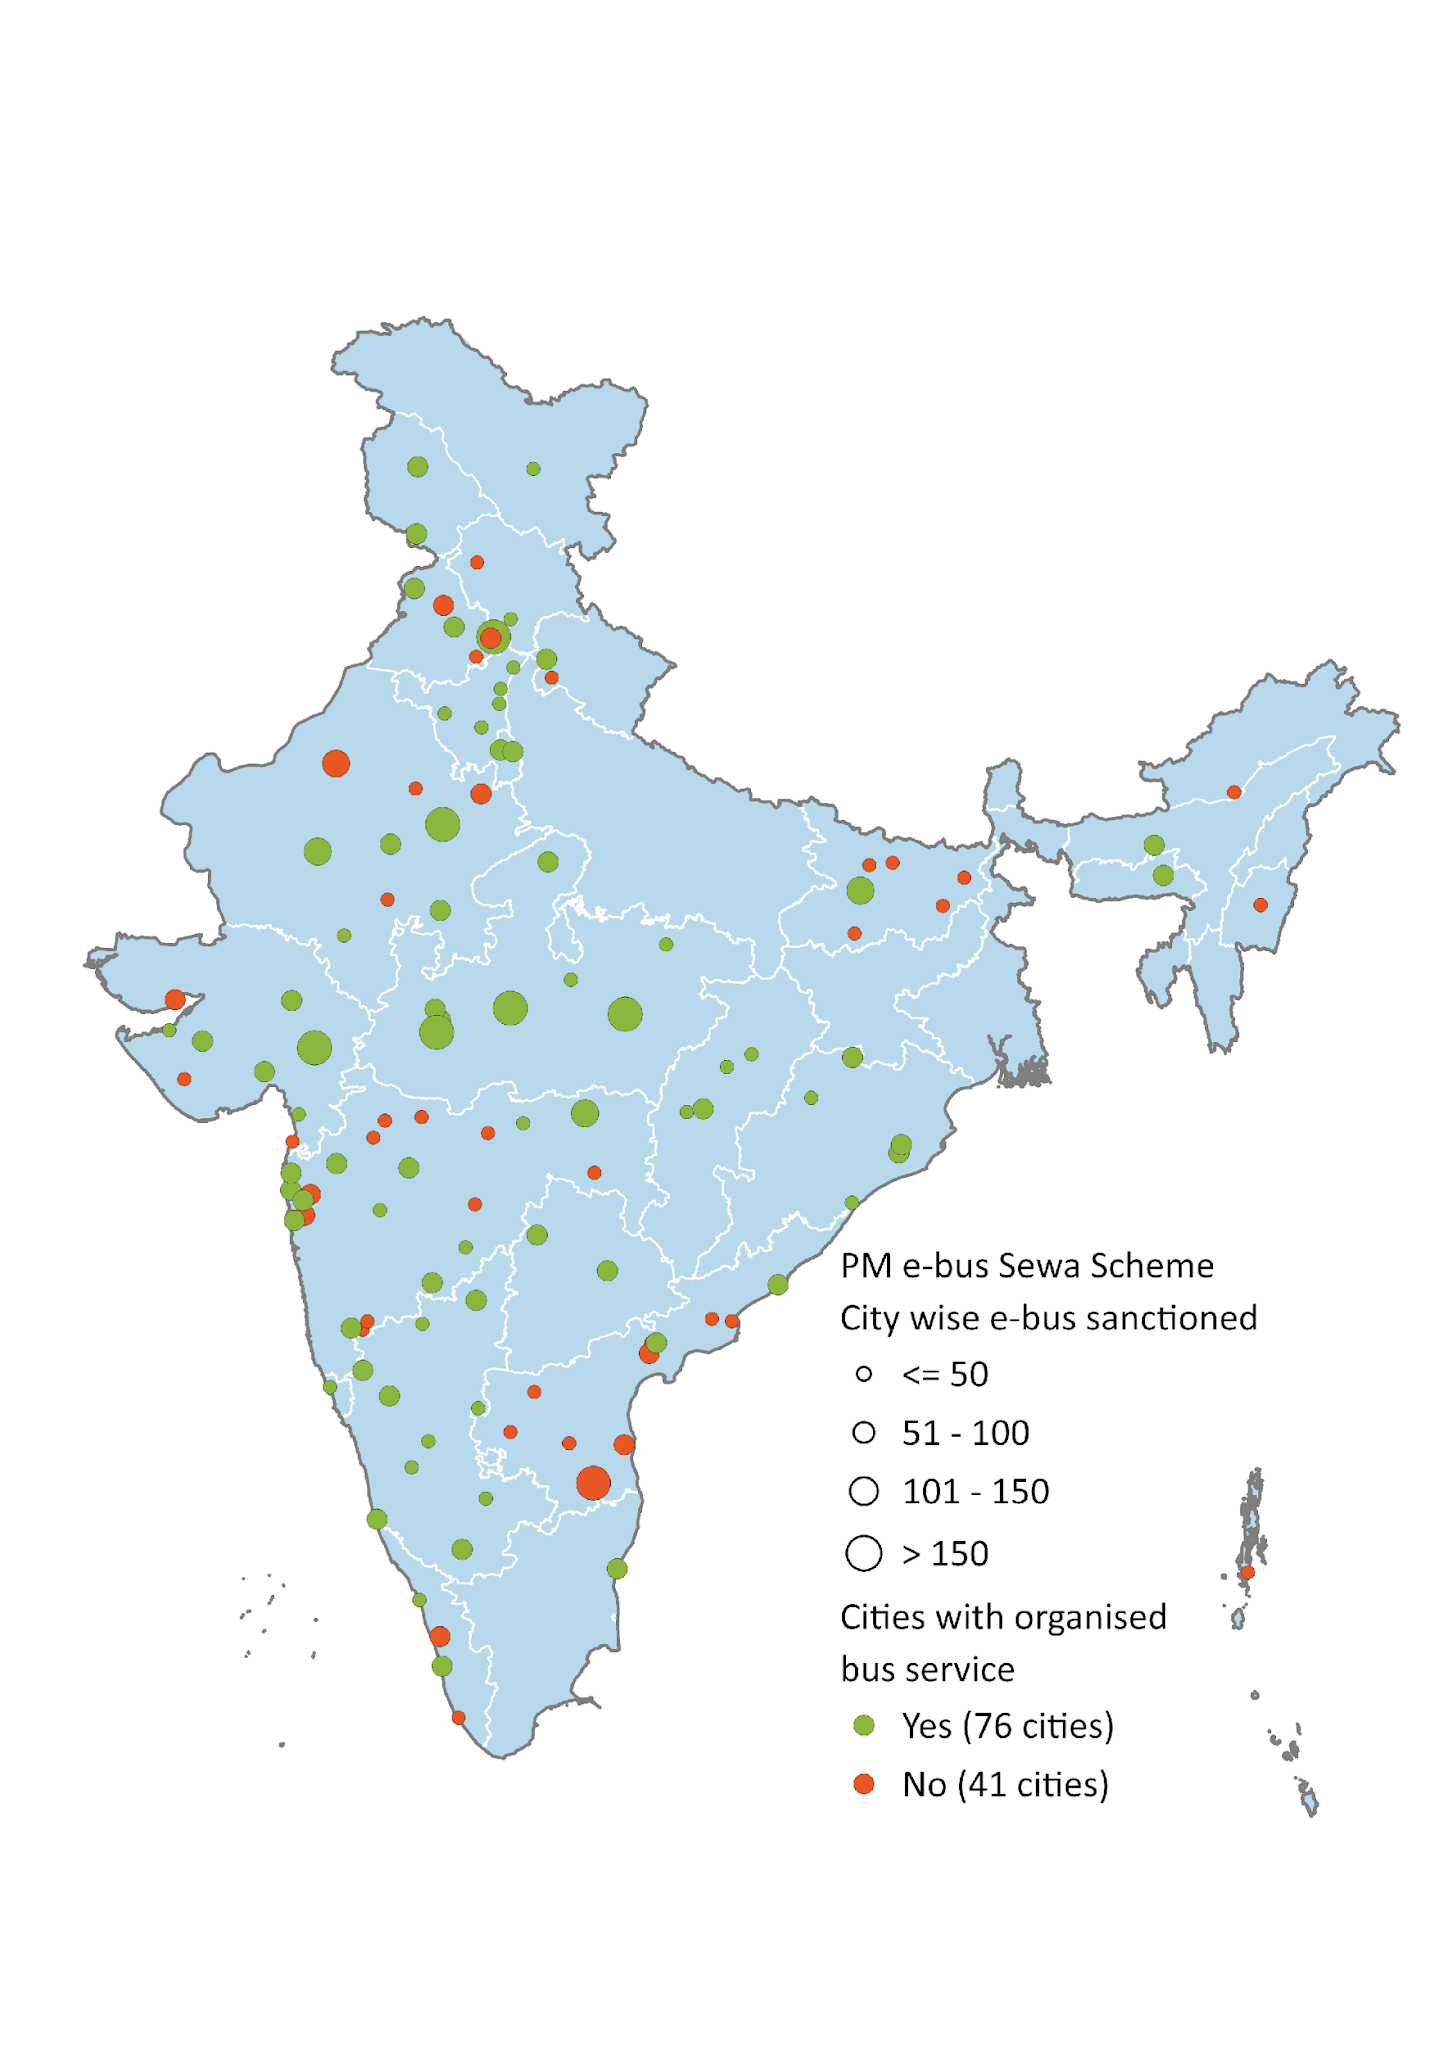 PM e-bus Sewa Scheme
City wise e-bus sanctioned
<= 50
51 - 100
101 - 150
> 150
Cities with organised
bus service
Yes (76 cities)
No (41 cities)